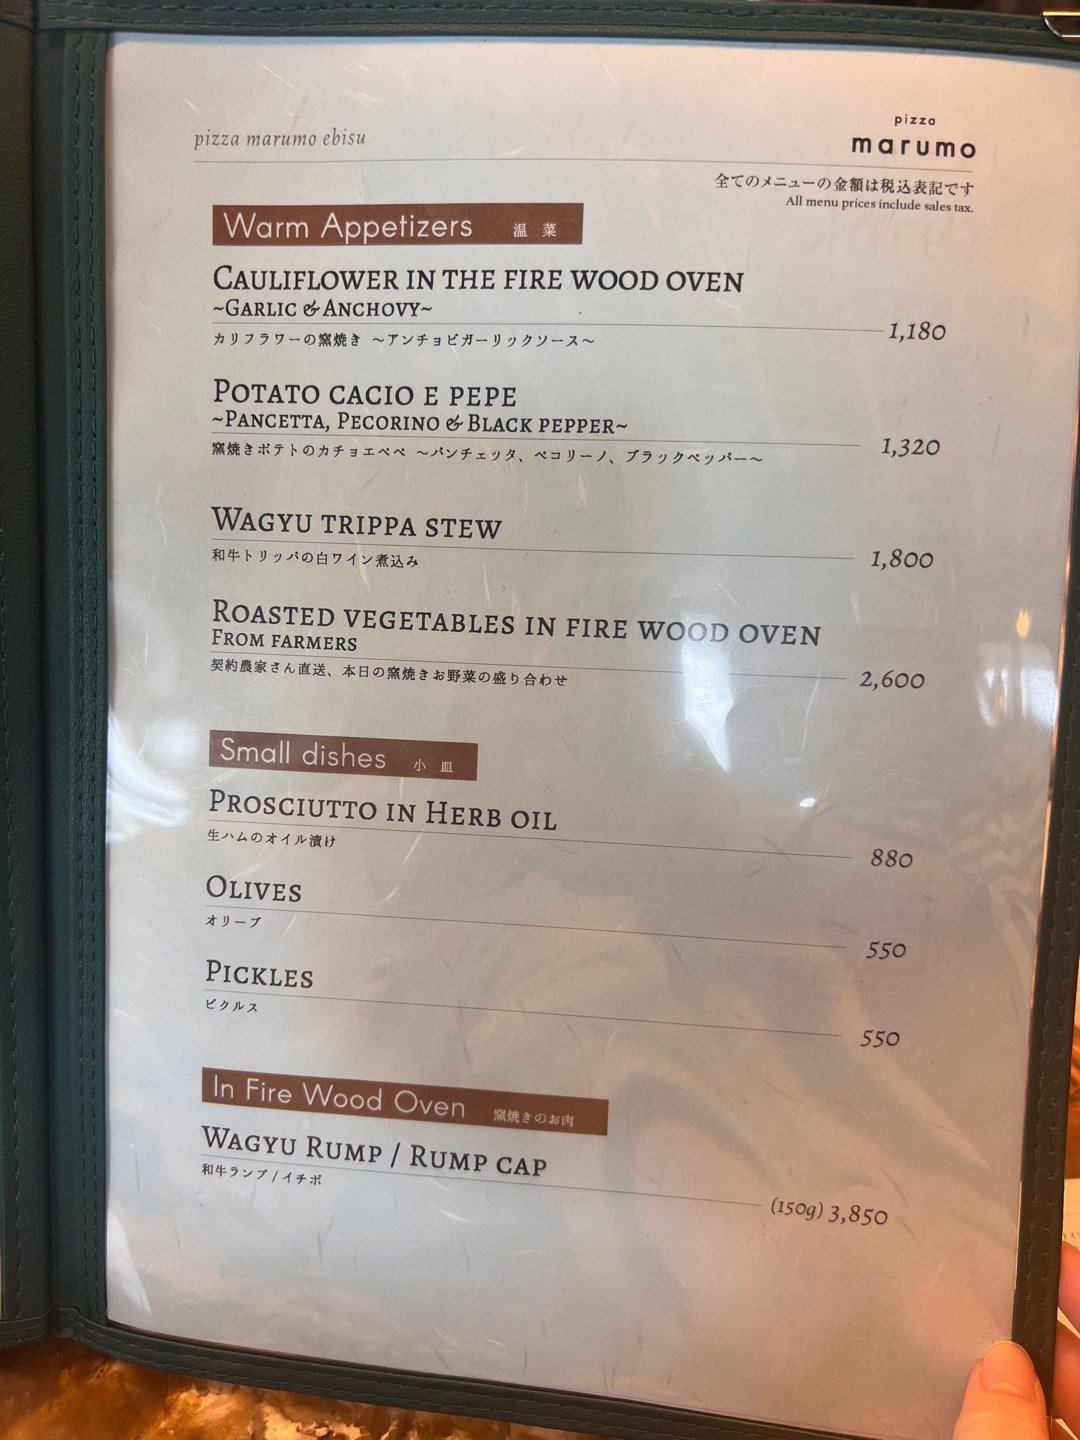 pizza marumo ebisu
pizza
marumo
全てのメニューの金額は税込表記です
All menu prices include sales tax.
Warm Appetizers 温 菜
CAULIFLOWER IN THE FIRE WOOD OVEN
~GARLIC & ANCHOVY~
1,180
カリフラワーの窯焼き ～アンチョビガーリックソース～
POTATO CACIO E PEPE
~PANCETTA, PECORINO & BLACK PEPPER~
1,320
窯焼きポテトのカチョエペペ ～パンチェッタ、ペコリーノ、ブラックペッパー～
WAGYU TRIPPA STEW
1,800
和牛トリッパの白ワイン煮込み
ROASTED VEGETABLES IN FIRE WOOD OVEN
FROM FARMERS
2,600
契約農家さん直送、本日の窯焼きお野菜の盛り合わせ
Small dishes 小 皿
PROSCIUTTO IN HERB OIL
880
生ハムのオイル漬け
OLIVES
550
オリーブ
PICKLES
550
ピクルス
In Fire Wood Oven 窯焼きのお肉
WAGYU RUMP / RUMP CAP
(150g) 3,850
和牛ランプ / イチボ